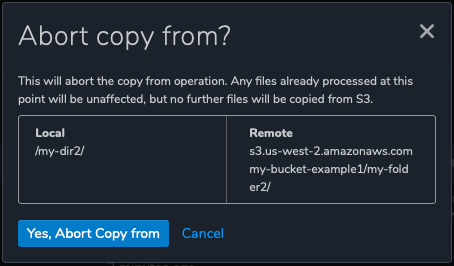 Abort copy from?
This will abort the copy from operation. Any files already processed at this
point will be unaffected, but no further files will be copied from S3.
Local
/my-dir2/
Remote
s3.us-west-2.amazonaws.com
my-bucket-example1/my-fold
er2/
Yes, Abort Copy from
Cancel